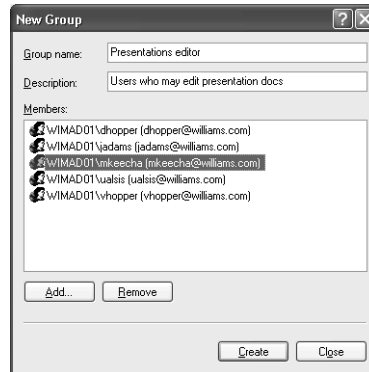 New Group
Group name: Presentations editor
Description: Users who may edit presentation docs
Members:
WIMAD01\dhopper (dhopper@williams.com)
WIMAD01\jadams (jadams@williams.com)
WIMAD01\mkeecha (mkeecha@williams.com)
WIMAD01\ualsis (ualsis@williams.com)
WIMAD01\vhopper (vhopper@williams.com)
Add... Remove
Create Close